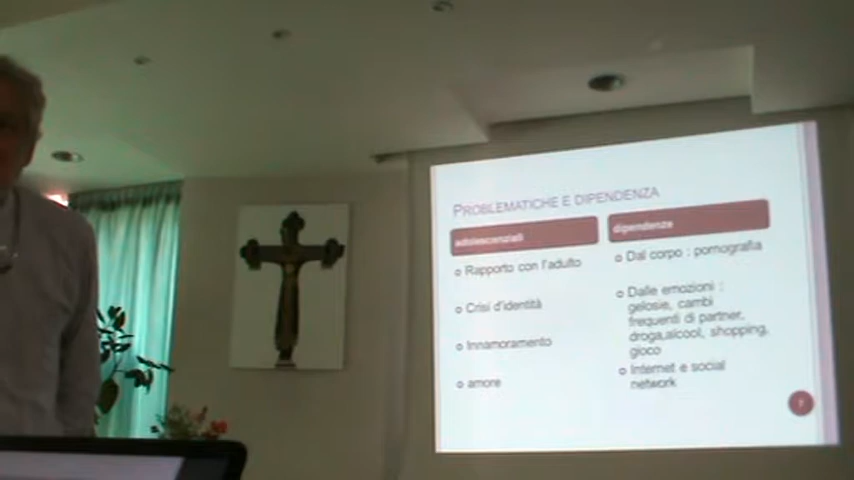 PROBLEMATICHE E DIPENDENZA
adolescenziali
Rapporto con l'adulto
Crisi d'identità
Innamoramento
amore
dipendenze
Dal corpo : pornografia
Dalle emozioni :
gelosie, cambi
frequenti di partner,
droga,alcool, shopping,
gioco
Internet e social
network